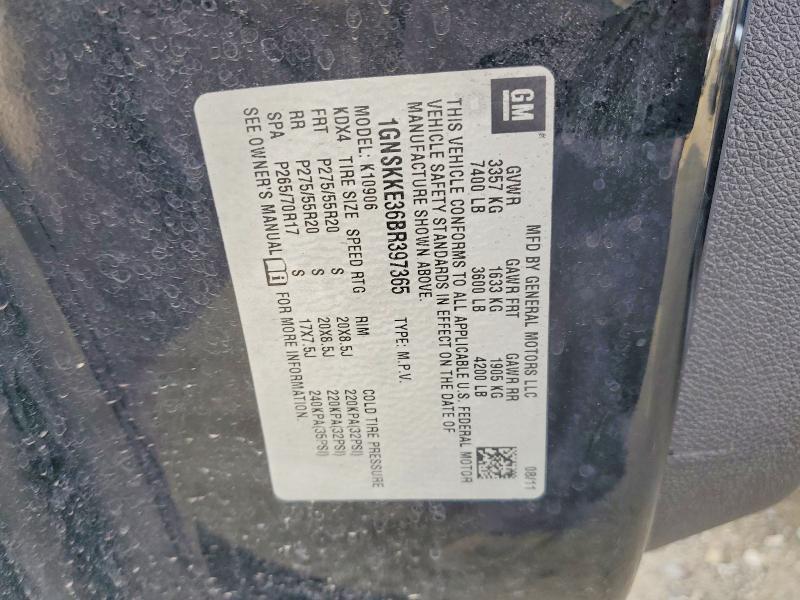 GM
MFD BY GENERAL MOTORS LLC 08/11
GVWR GAWR FRT GAWR RR
3357 KG 1633 KG 1905 KG
7400 LB 3600 LB 4200 LB
THIS VEHICLE CONFORMS TO ALL APPLICABLE U.S. FEDERAL MOTOR
VEHICLE SAFETY STANDARDS IN EFFECT ON THE DATE OF
MANUFACTURE SHOWN ABOVE.
1GNSKKE36BR397365 TYPE: M.P.V.
MODEL: K10906
KDX4 TIRE SIZE SPEED RTG RIM COLD TIRE PRESSURE
FRT P275/55R20 S 20X8.5J 220KPA(32PSI)
RR P275/55R20 S 20X8.5J 220KPA(32PSI)
SPA P265/70R17 S 17X7.5J 240KPA(35PSI)
SEE OWNER'S MANUAL FOR MORE INFORMATION.